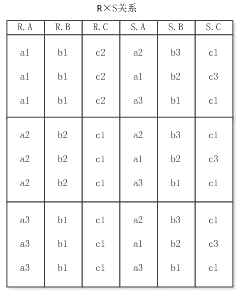 R×S关系
R.A R.B R.C S.A S.B S.C
a1 b1 c2 a2 b3 c1
a1 b1 c2 a1 b2 c3
a1 b1 c2 a3 b1 c1
a2 b2 c1 a2 b3 c1
a2 b2 c1 a1 b2 c3
a2 b2 c1 a3 b1 c1
a3 b1 c1 a2 b3 c1
a3 b1 c1 a1 b2 c3
a3 b1 c1 a3 b1 c1